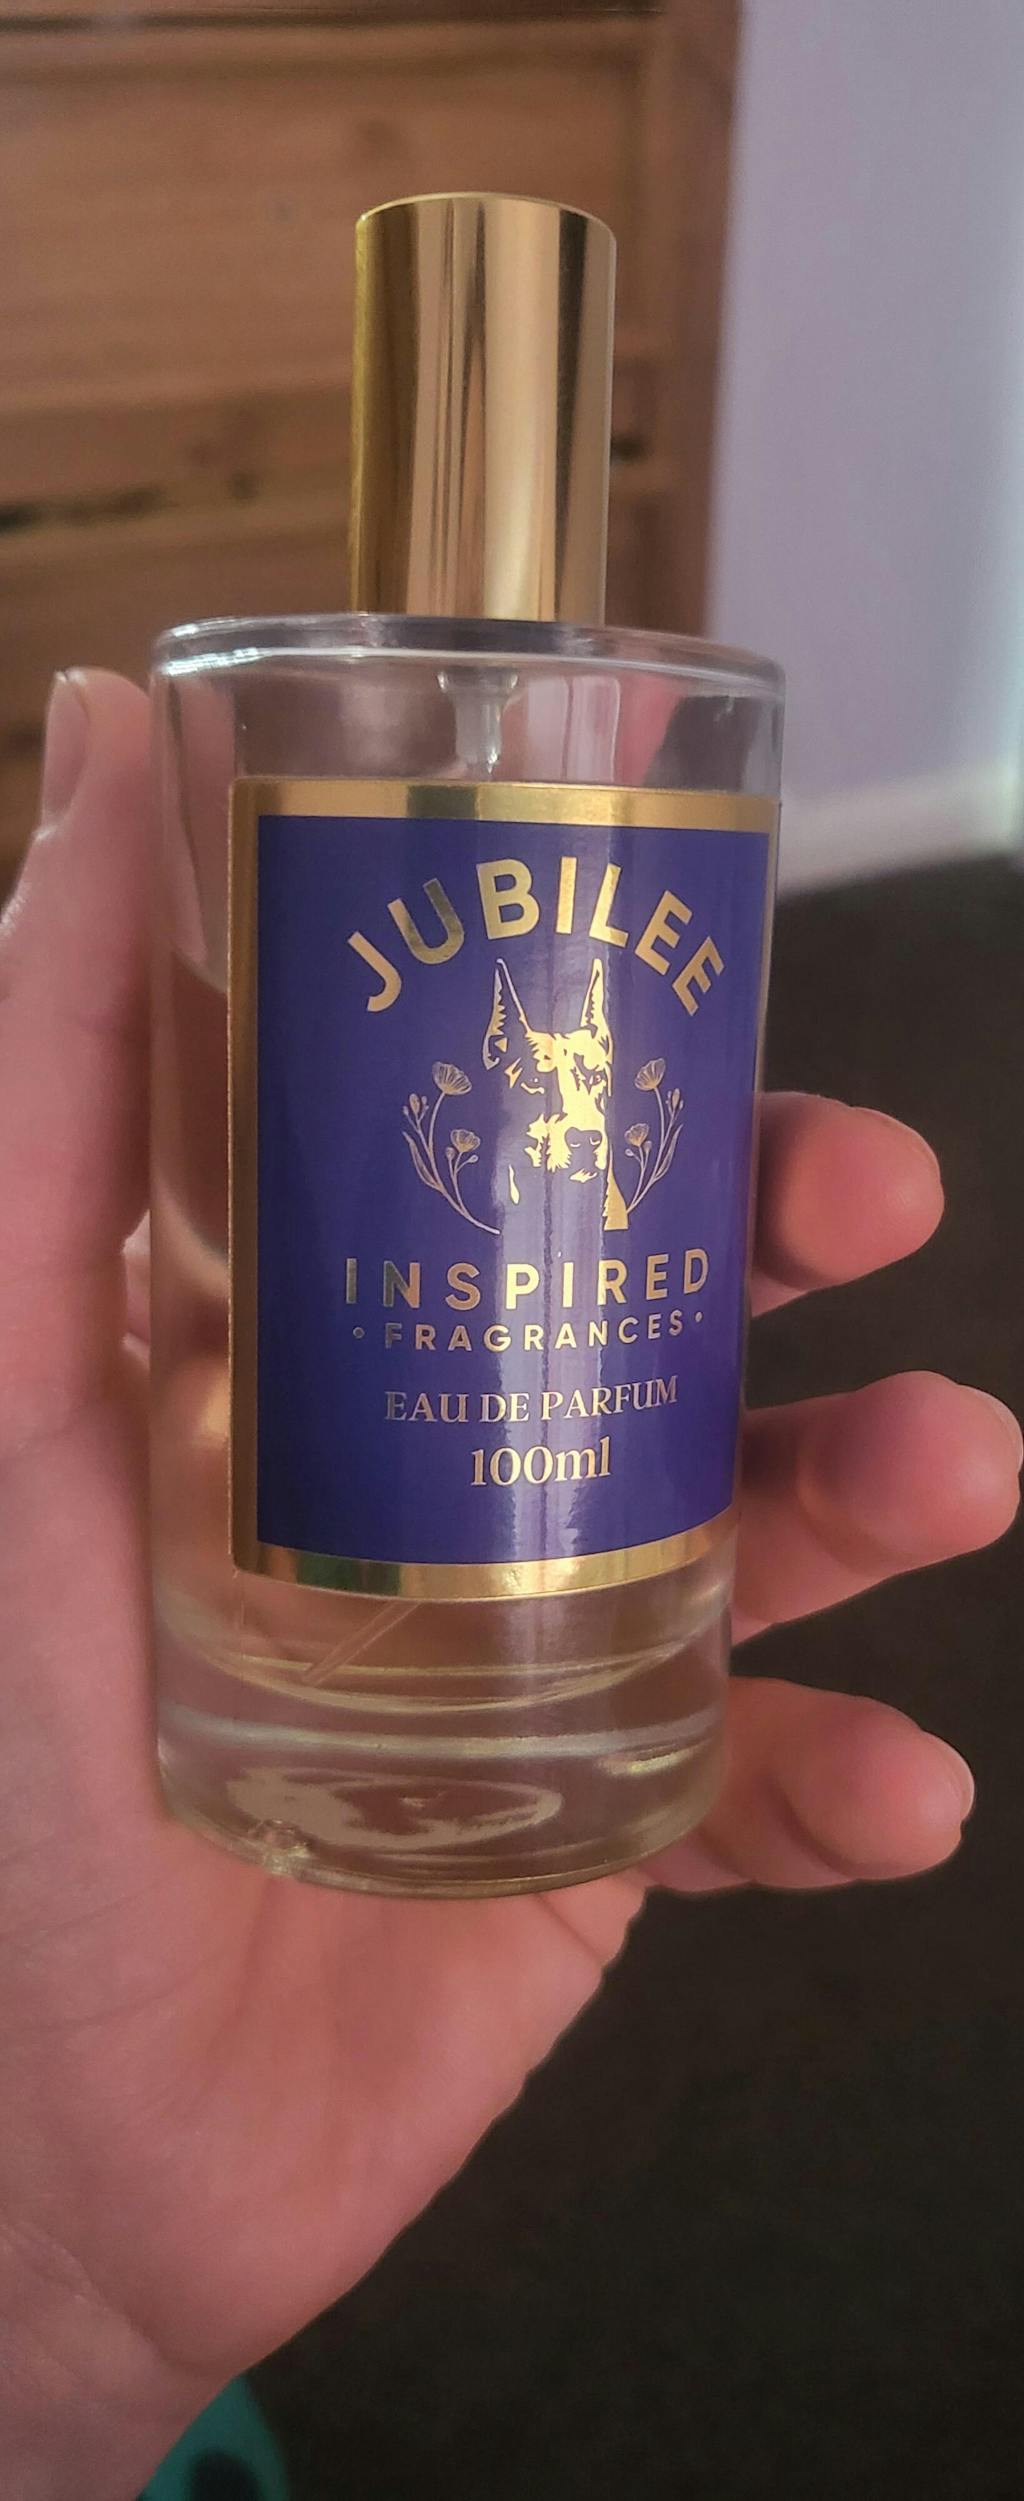 JUBILEE
INSPIRED
• FRAGRANCES •
EAU DE PARFUM
100ml